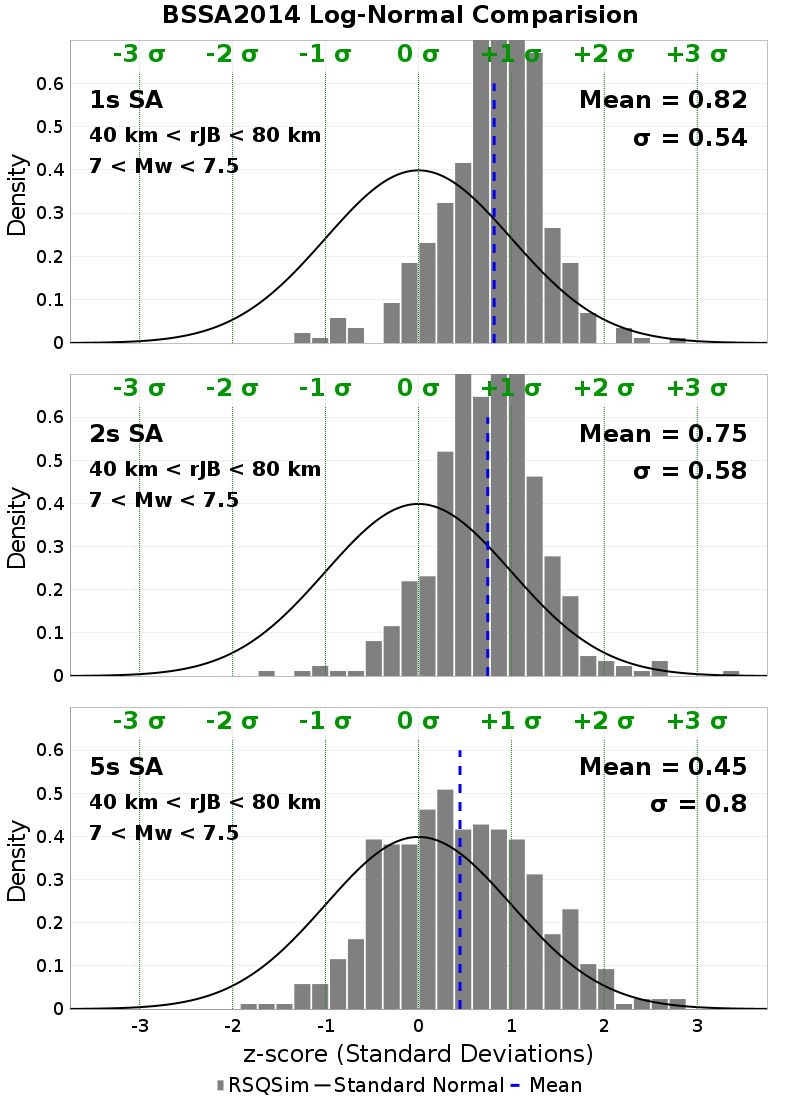 BSSA2014 Log-Normal Comparision
-3 σ -2 σ -1 σ 0 σ +1 σ +2 σ +3 σ
1s SA
Mean = 0.82
40 km < rJB < 80 km
σ = 0.54
7 < Mw < 7.5
Density
0.6
0.5
0.4
0.3
0.2
0.1
0
-3 σ -2 σ -1 σ 0 σ +1 σ +2 σ +3 σ
2s SA
Mean = 0.75
40 km < rJB < 80 km
σ = 0.58
7 < Mw < 7.5
Density
0.6
0.5
0.4
0.3
0.2
0.1
0
-3 σ -2 σ -1 σ 0 σ +1 σ +2 σ +3 σ
5s SA
Mean = 0.45
40 km < rJB < 80 km
σ = 0.8
7 < Mw < 7.5
Density
0.6
0.5
0.4
0.3
0.2
0.1
0
-3 -2 -1 0 1 2 3
z-score (Standard Deviations)
RSQSim Standard Normal Mean